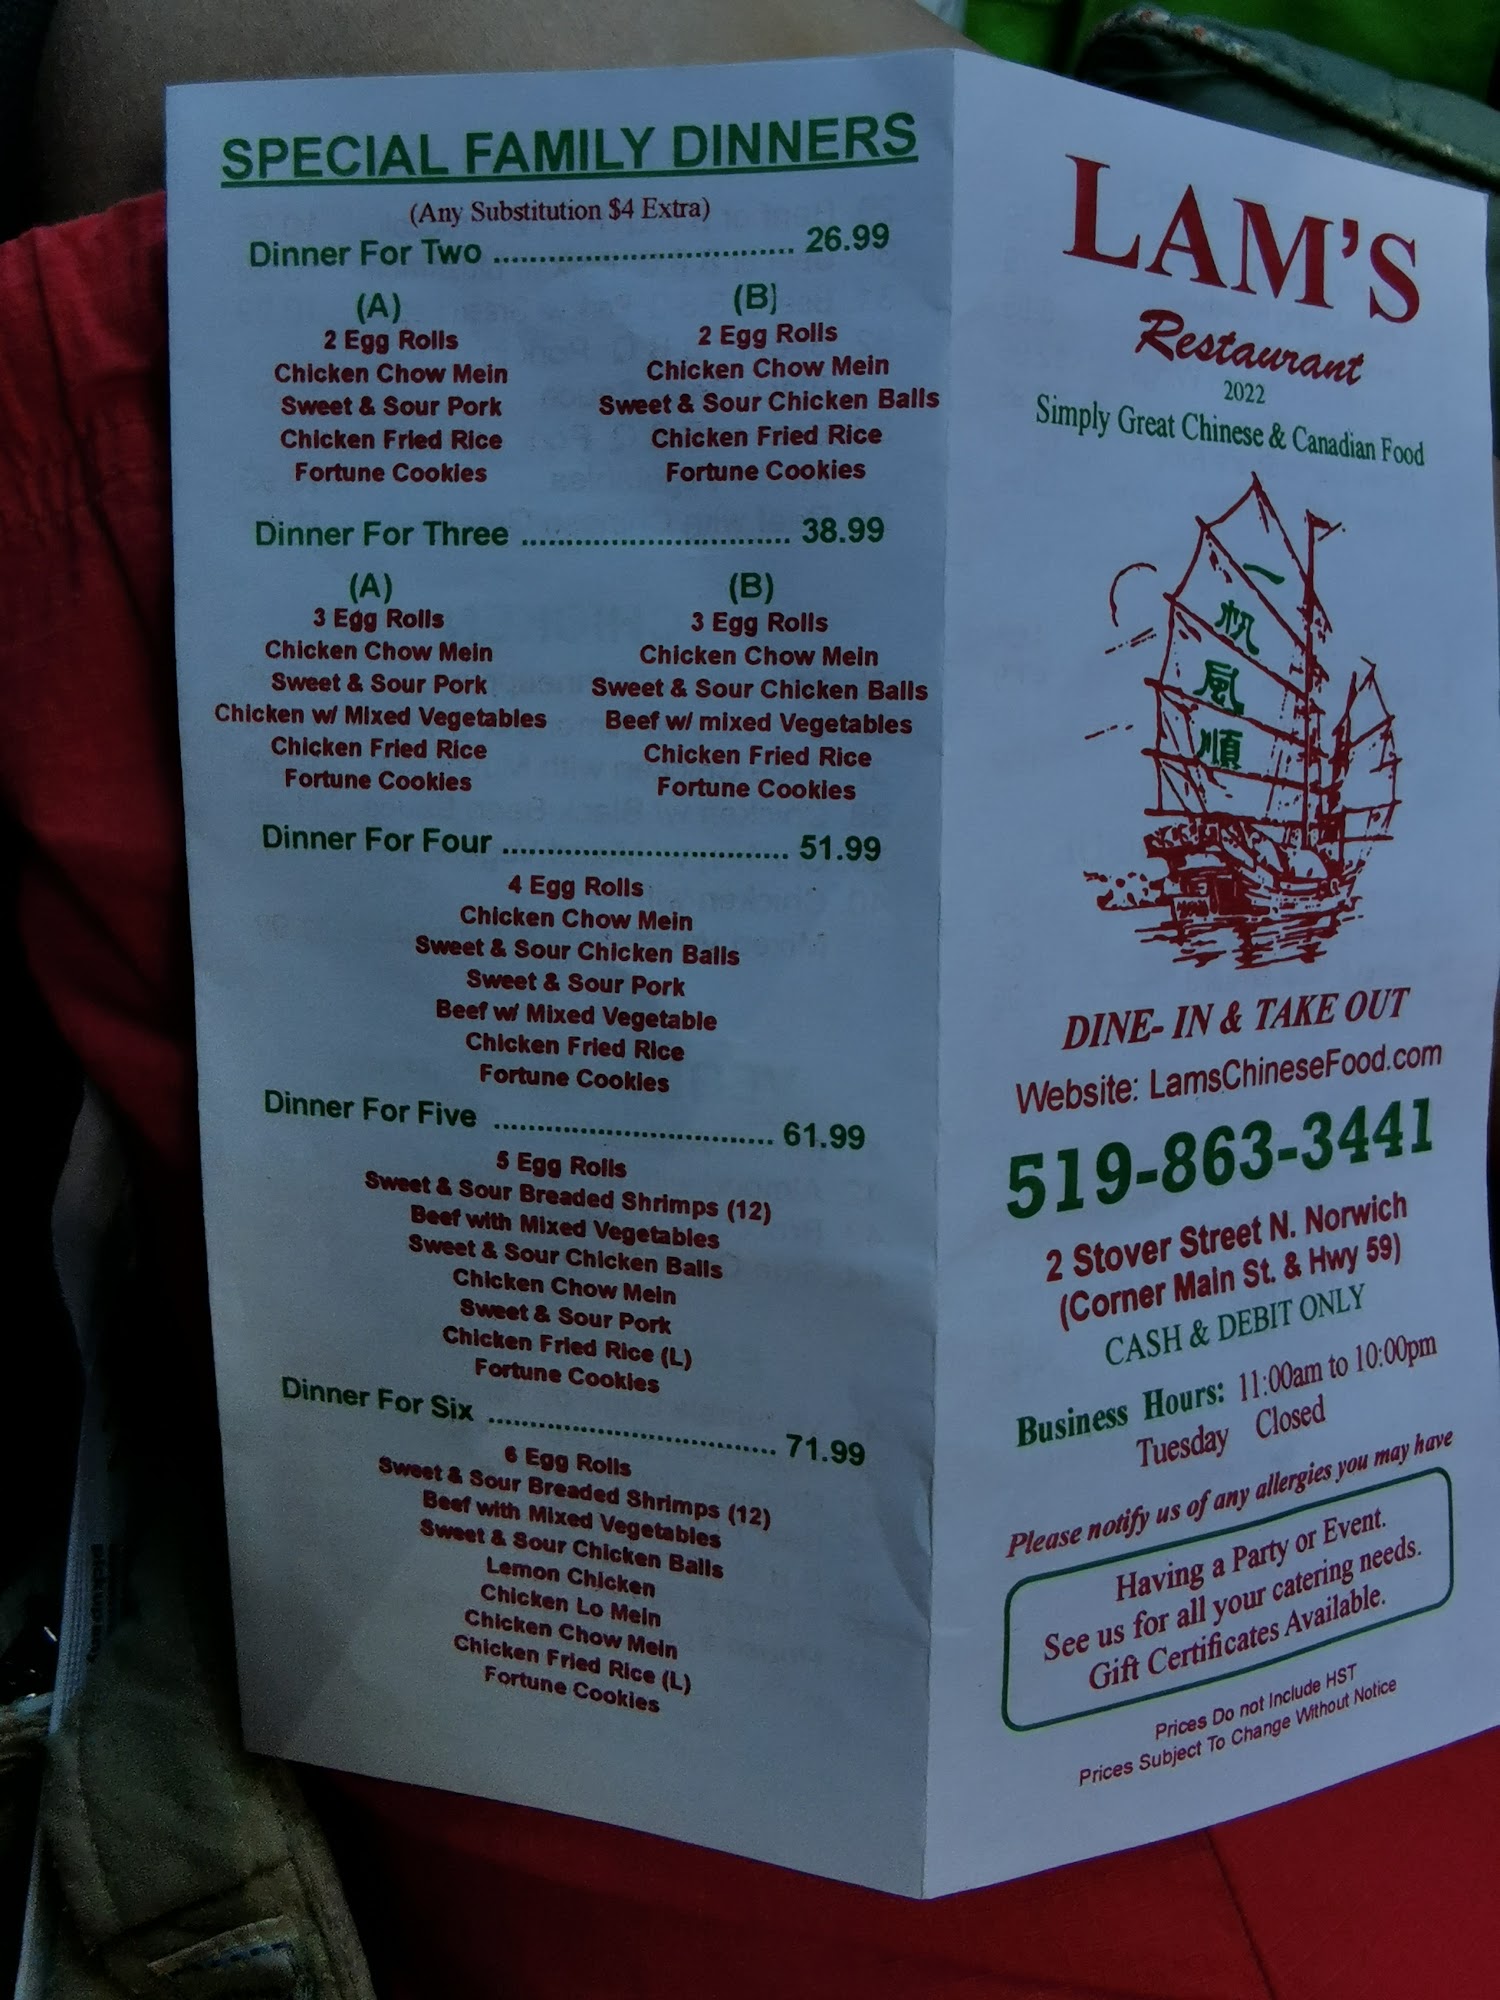 SPECIAL FAMILY DINNERS
(Any Substitution $4 Extra)
Dinner For Two .................................. 26.99
(A)
2 Egg Rolls
Chicken Chow Mein
Sweet & Sour Pork
Chicken Fried Rice
Fortune Cookies
(B)
2 Egg Rolls
Chicken Chow Mein
Sweet & Sour Chicken Balls
Chicken Fried Rice
Fortune Cookies
Dinner For Three ............................... 38.99
(A)
3 Egg Rolls
Chicken Chow Mein
Sweet & Sour Pork
Chicken w/ Mixed Vegetables
Chicken Fried Rice
Fortune Cookies
(B)
3 Egg Rolls
Chicken Chow Mein
Sweet & Sour Chicken Balls
Beef w/ mixed Vegetables
Chicken Fried Rice
Fortune Cookies
Dinner For Four ................................. 51.99
4 Egg Rolls
Chicken Chow Mein
Sweet & Sour Chicken Balls
Sweet & Sour Pork
Beef w/ Mixed Vegetable
Chicken Fried Rice
Fortune Cookies
Dinner For Five ................................ 61.99
5 Egg Rolls
Sweet & Sour Breaded Shrimps (12)
Beef with Mixed Vegetables
Sweet & Sour Chicken Balls
Chicken Chow Mein
Sweet & Sour Pork
Chicken Fried Rice (L)
Fortune Cookies
Dinner For Six ................................. 71.99
6 Egg Rolls
Sweet & Sour Breaded Shrimps (12)
Beef with Mixed Vegetables
Sweet & Sour Chicken Balls
Lemon Chicken
Chicken Lo Mein
Chicken Chow Mein
Chicken Fried Rice (L)
Fortune Cookies
LAM'S
Restaurant
2022
Simply Great Chinese & Canadian Food
一
帆
風
順
DINE- IN & TAKE OUT
Website: LamsChineseFood.com
519-863-3441
2 Stover Street N. Norwich
(Corner Main St. & Hwy 59)
CASH & DEBIT ONLY
Business Hours: 11:00am to 10:00pm
Tuesday Closed
Please notify us of any allergies you may have
Having a Party or Event.
See us for all your catering needs.
Gift Certificates Available.
Prices Do not Include HST
Prices Subject To Change Without Notice